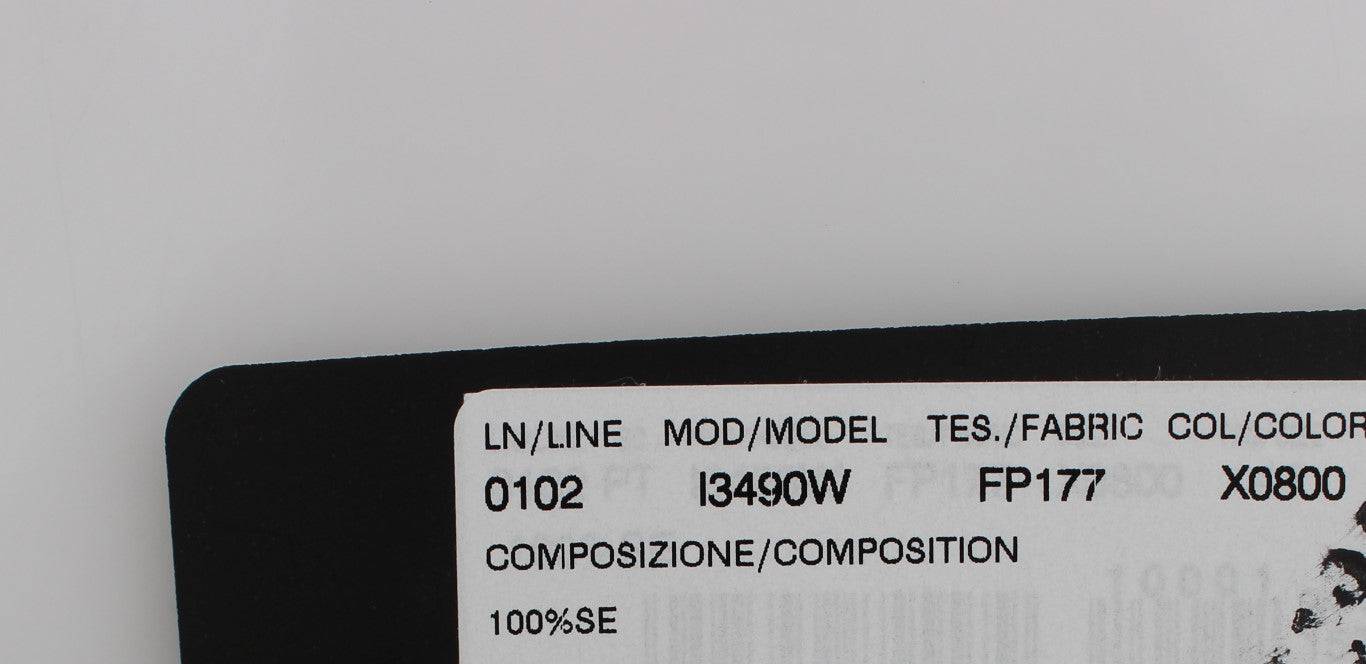 LN/LINE MOD/MODEL TES./FABRIC COL/COLOR
0102 I3490W FP177 X0800
COMPOSIZIONE/COMPOSITION
100%SE